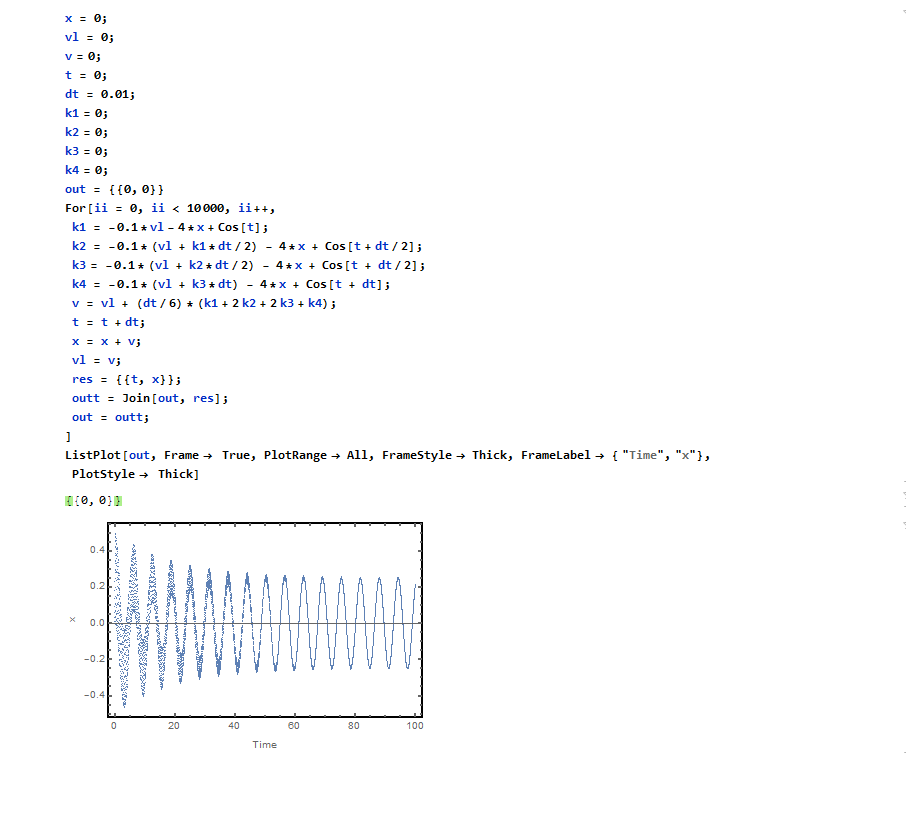 x = 0;
vl = 0;
v = 0;
t = 0;
dt = 0.01;
k1 = 0;
k2 = 0;
k3 = 0;
k4 = 0;
out = {{0, 0}}
For[ii = 0, ii < 10000, ii++,
k1 = -0.1*vl - 4*x + Cos[t];
k2 = -0.1*(vl + k1*dt/2) - 4*x + Cos[t + dt/2];
k3 = -0.1*(vl + k2*dt/2) - 4*x + Cos[t + dt/2];
k4 = -0.1*(vl + k3*dt) - 4*x + Cos[t + dt];
v = vl + (dt/6)*(k1 + 2 k2 + 2 k3 + k4);
t = t + dt;
x = x + v;
vl = v;
res = {{t, x}};
outt = Join[out, res];
out = outt;
]
ListPlot[out, Frame → True, PlotRange → All, FrameStyle → Thick, FrameLabel → {"Time", "x"},
PlotStyle → Thick]
{{0, 0}}
0.4
0.2
0.0
-0.2
-0.4
x
0 20 40 60 80 100
Time